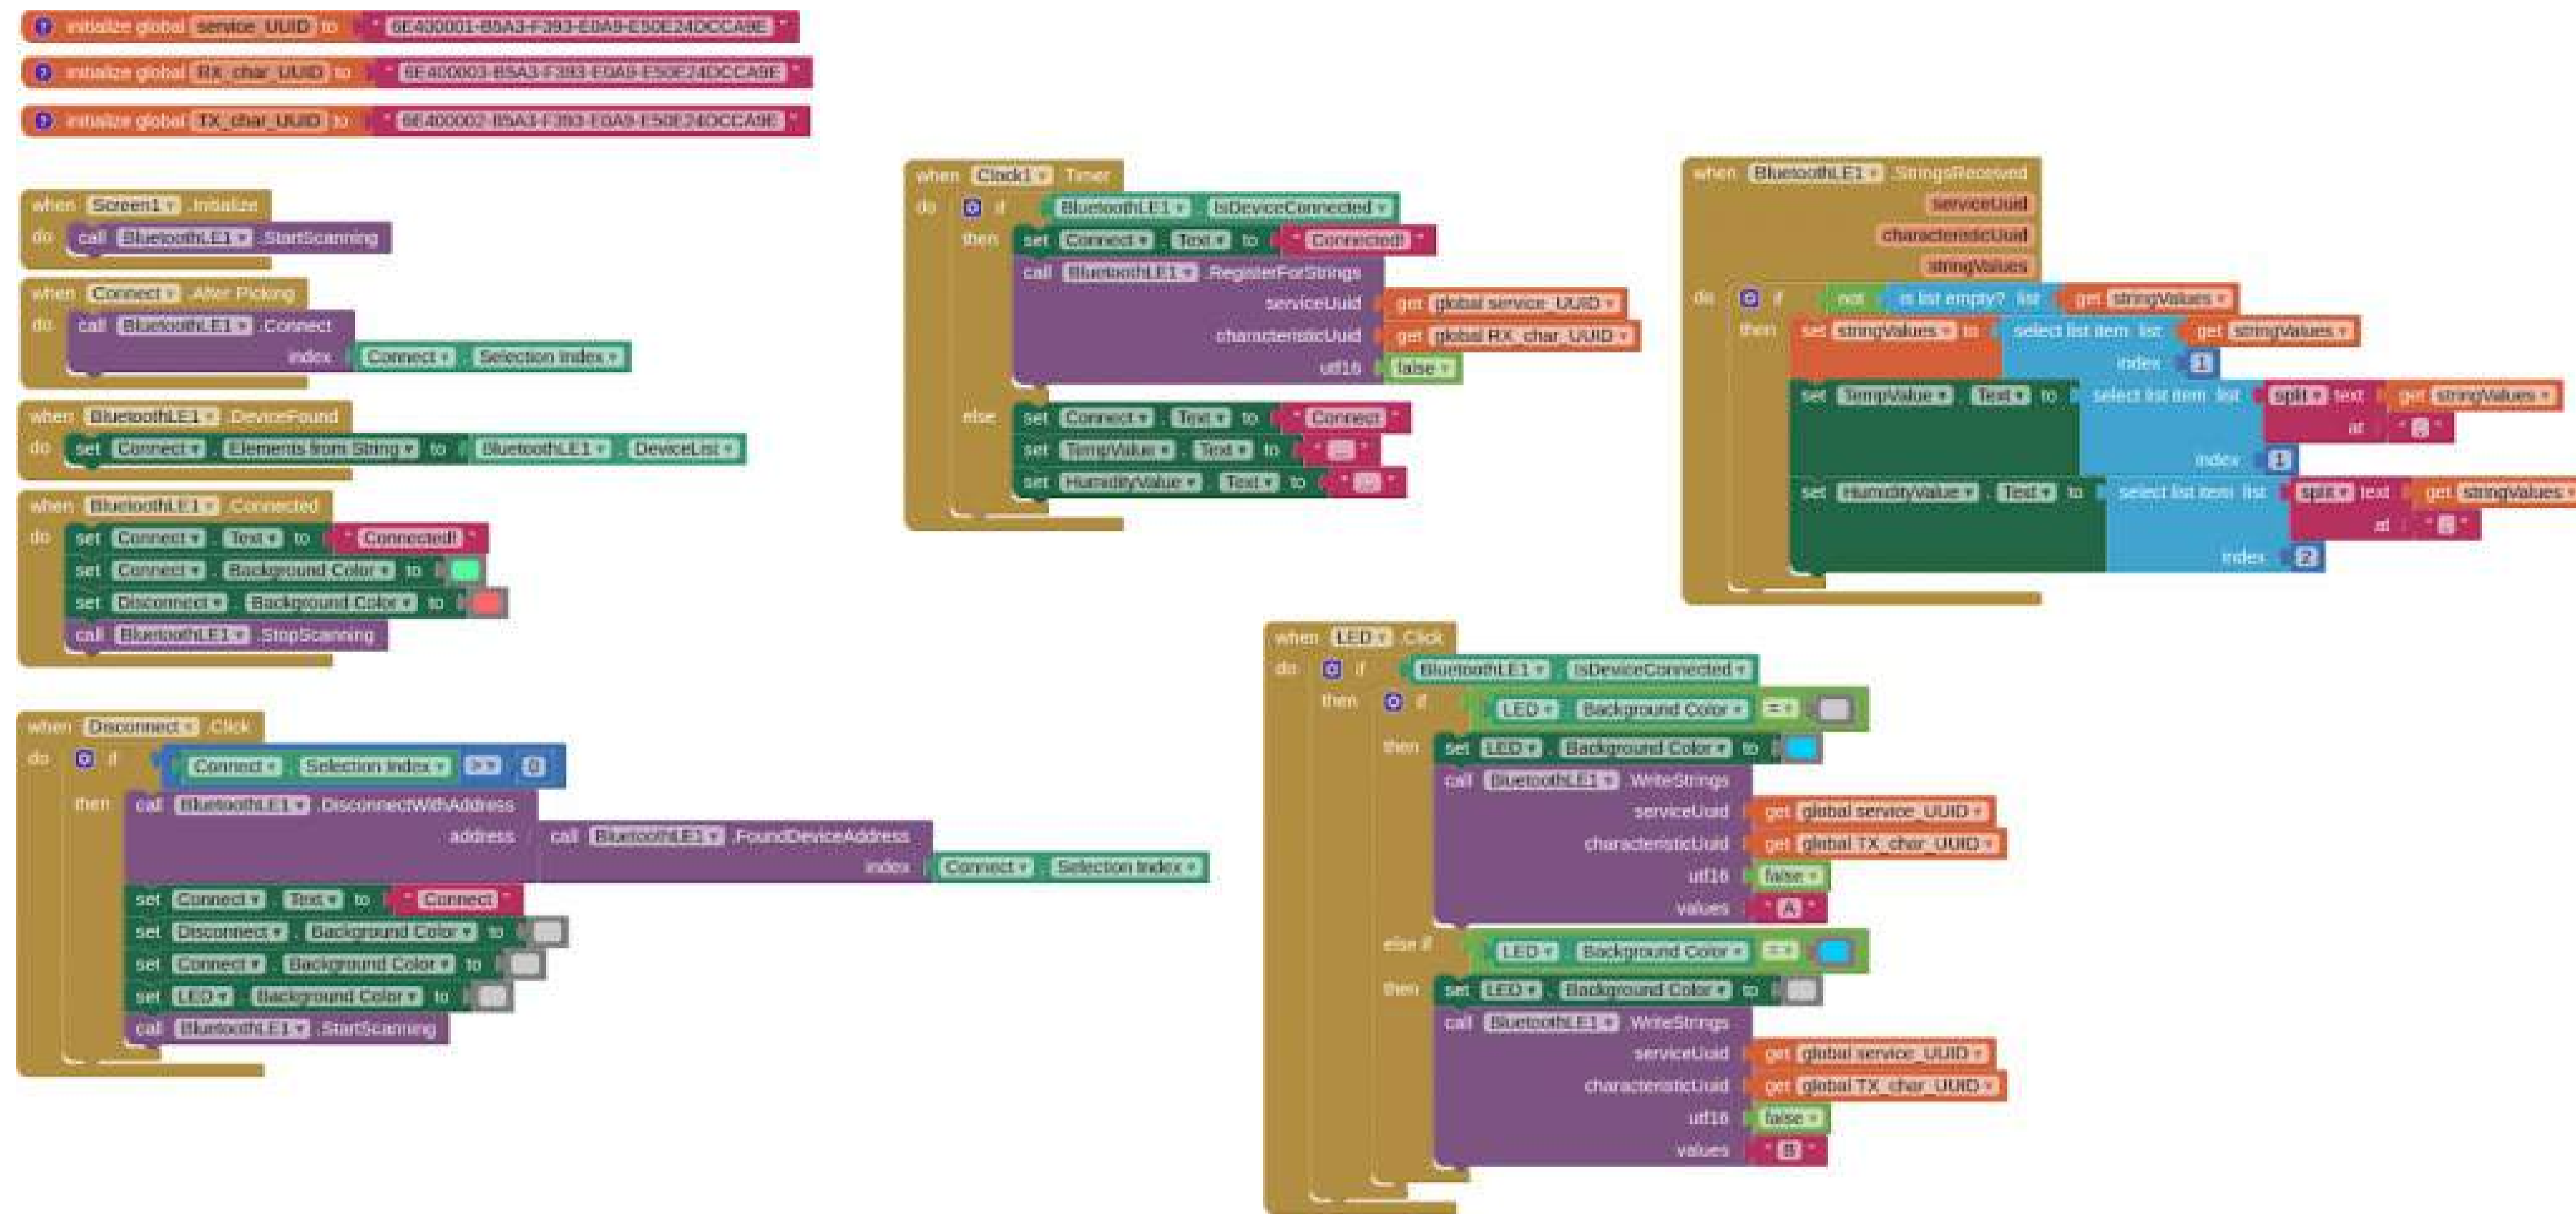 initialize global service_UUID to " 6E400001-B5A3-F393-E0A9-E50E24DCCA9E "
initialize global RX_char_UUID to " 6E400003-B5A3-F393-E0A9-E50E24DCCA9E "
initialize global TX_char_UUID to " 6E400002-B5A3-F393-E0A9-E50E24DCCA9E "
when Screen1 .Initialize
do call BluetoothLE1 .StartScanning
when Connect .After Picking
do call BluetoothLE1 .Connect
index Connect . Selection Index
when BluetoothLE1 .DeviceFound
do set Connect . Elements from String to BluetoothLE1 . DeviceList
when BluetoothLE1 .Connected
do set Connect . Text to " Connected! "
set Connect . Background Color to
set Disconnect . Background Color to
call BluetoothLE1 .StopScanning
when Disconnect .Click
do if Connect . Selection Index 0
then call BluetoothLE1 .DisconnectWithAddress
address call BluetoothLE1 .FoundDeviceAddress
index Connect . Selection Index
set Connect . Text to " Connect "
set Disconnect . Background Color to
set Connect . Background Color to
set LED . Background Color to
call BluetoothLE1 .StartScanning
when Clock1 .Timer
do if BluetoothLE1 . IsDeviceConnected
then set Connect . Text to " Connected! "
call BluetoothLE1 .RegisterForStrings
serviceUuid get global service_UUID
characteristicUuid get global RX_char_UUID
utf16 false
else set Connect . Text to " Connect "
set TempValue . Text to
set HumidityValue . Text to
when BluetoothLE1 .StringsReceived
serviceUuid
characteristicUuid
stringValues
do if not is list empty? list get stringValues
then set stringValues to select list item list get stringValues
index 1
set TempValue . Text to select list item list split text get stringValues
at
index 1
set HumidityValue . Text to select list item list split text get stringValues
at
index 2
when LED .Click
do if BluetoothLE1 . IsDeviceConnected
then if LED . Background Color =
then set LED . Background Color to
call BluetoothLE1 .WriteStrings
serviceUuid get global service_UUID
characteristicUuid get global TX_char_UUID
utf16 false
values " A "
else if LED . Background Color =
then set LED . Background Color to
call BluetoothLE1 .WriteStrings
serviceUuid get global service_UUID
characteristicUuid get global TX_char_UUID
utf16 false
values " B "